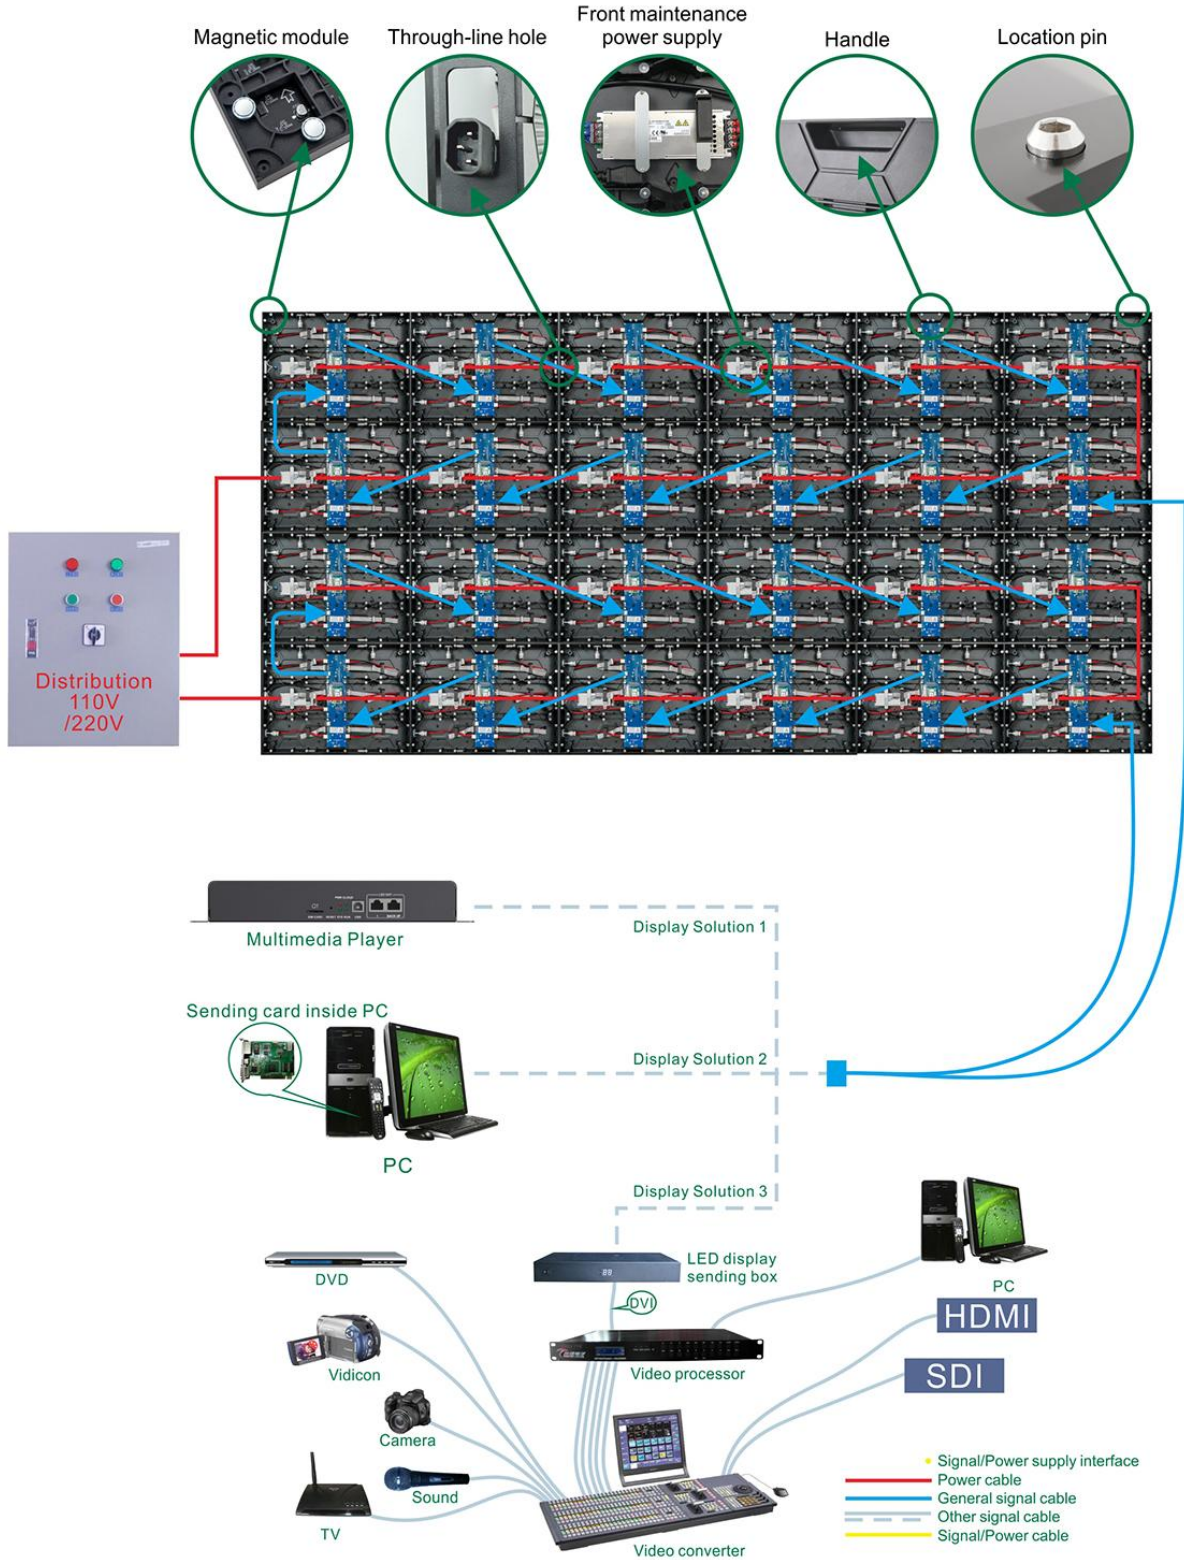 Magnetic module
Through-line hole
Front maintenance
power supply
Handle
Location pin
Distribution
110V
/220V
Multimedia Player
Display Solution 1
Sending card inside PC
Display Solution 2
PC
Display Solution 3
LED display
sending box
DVD
DVI
PC
HDMI
Vidicon
Video processor
SDI
Camera
Sound
TV
Video converter
Signal/Power supply interface
Power cable
General signal cable
Other signal cable
Signal/Power cable